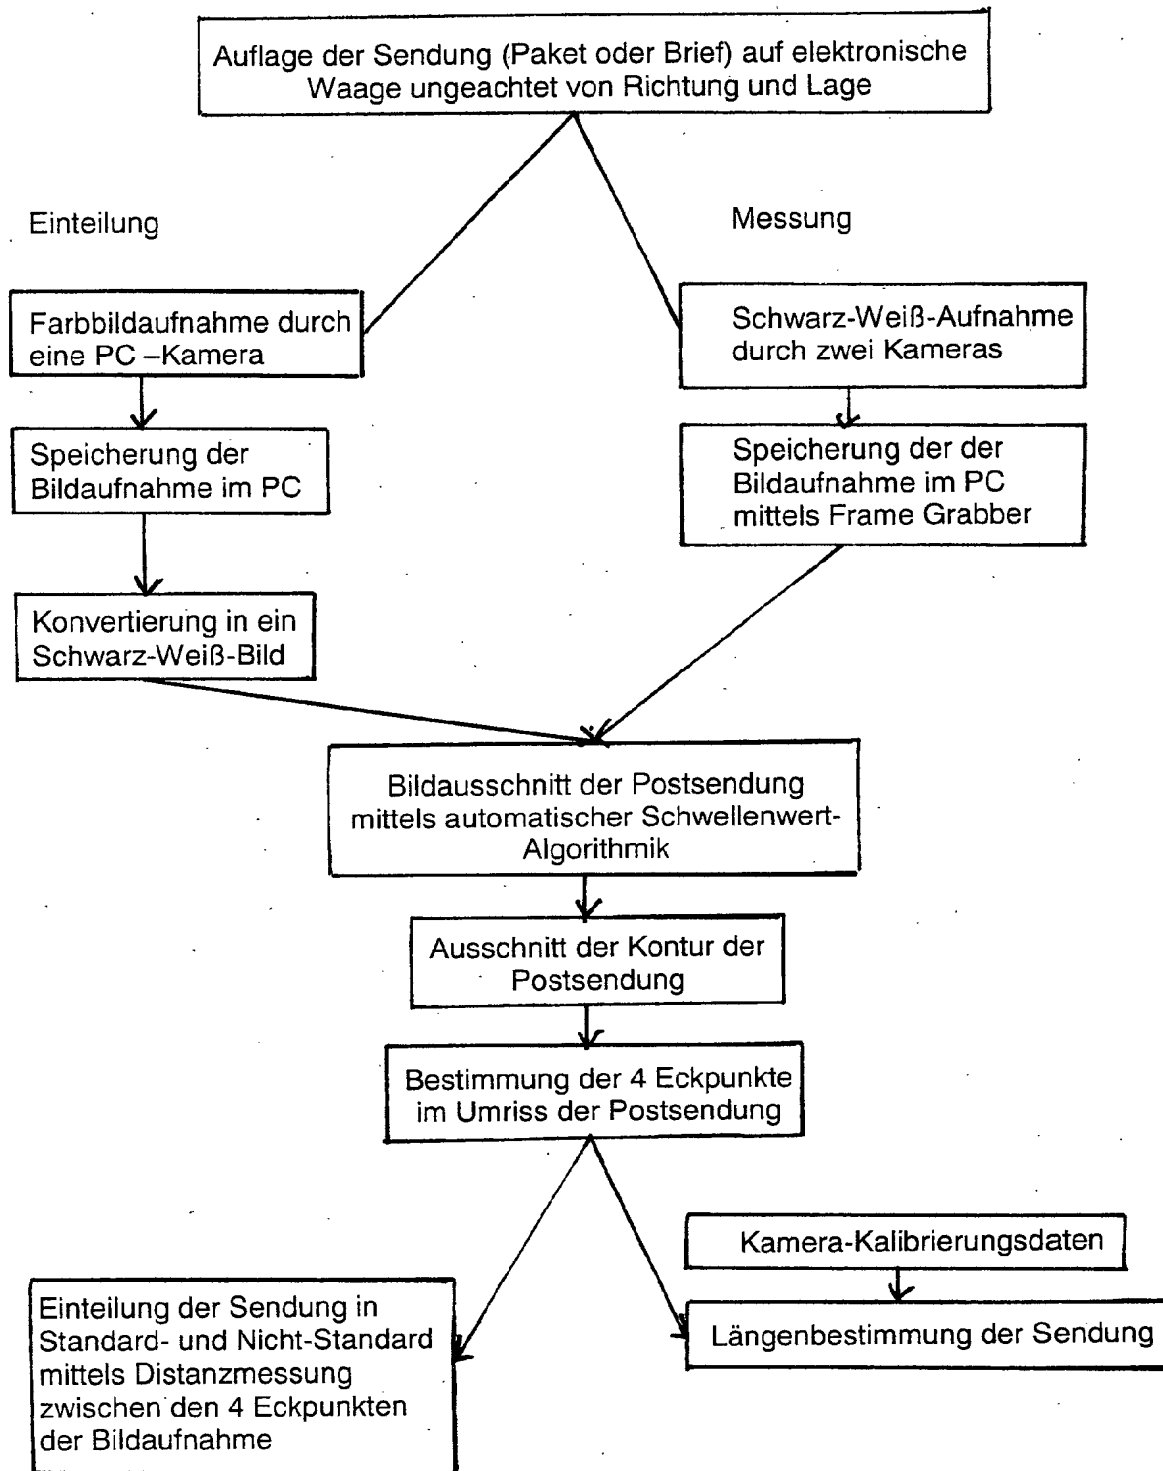 Auflage der Sendung (Paket oder Brief) auf elektronische
Waage ungeachtet von Richtung und Lage
Einteilung
Messung
Farbbildaufnahme durch
eine PC –Kamera
Schwarz-Weiß-Aufnahme
durch zwei Kameras
Speicherung der
Bildaufnahme im PC
Speicherung der der
Bildaufnahme im PC
mittels Frame Grabber
Konvertierung in ein
Schwarz-Weiß-Bild
Bildausschnitt der Postsendung
mittels automatischer Schwellenwert-
Algorithmik
Ausschnitt der Kontur der
Postsendung
Bestimmung der 4 Eckpunkte
im Umriss der Postsendung
Kamera-Kalibrierungsdaten
Längenbestimmung der Sendung
Einteilung der Sendung in
Standard- und Nicht-Standard
mittels Distanzmessung
zwischen den 4 Eckpunkten
der Bildaufnahme